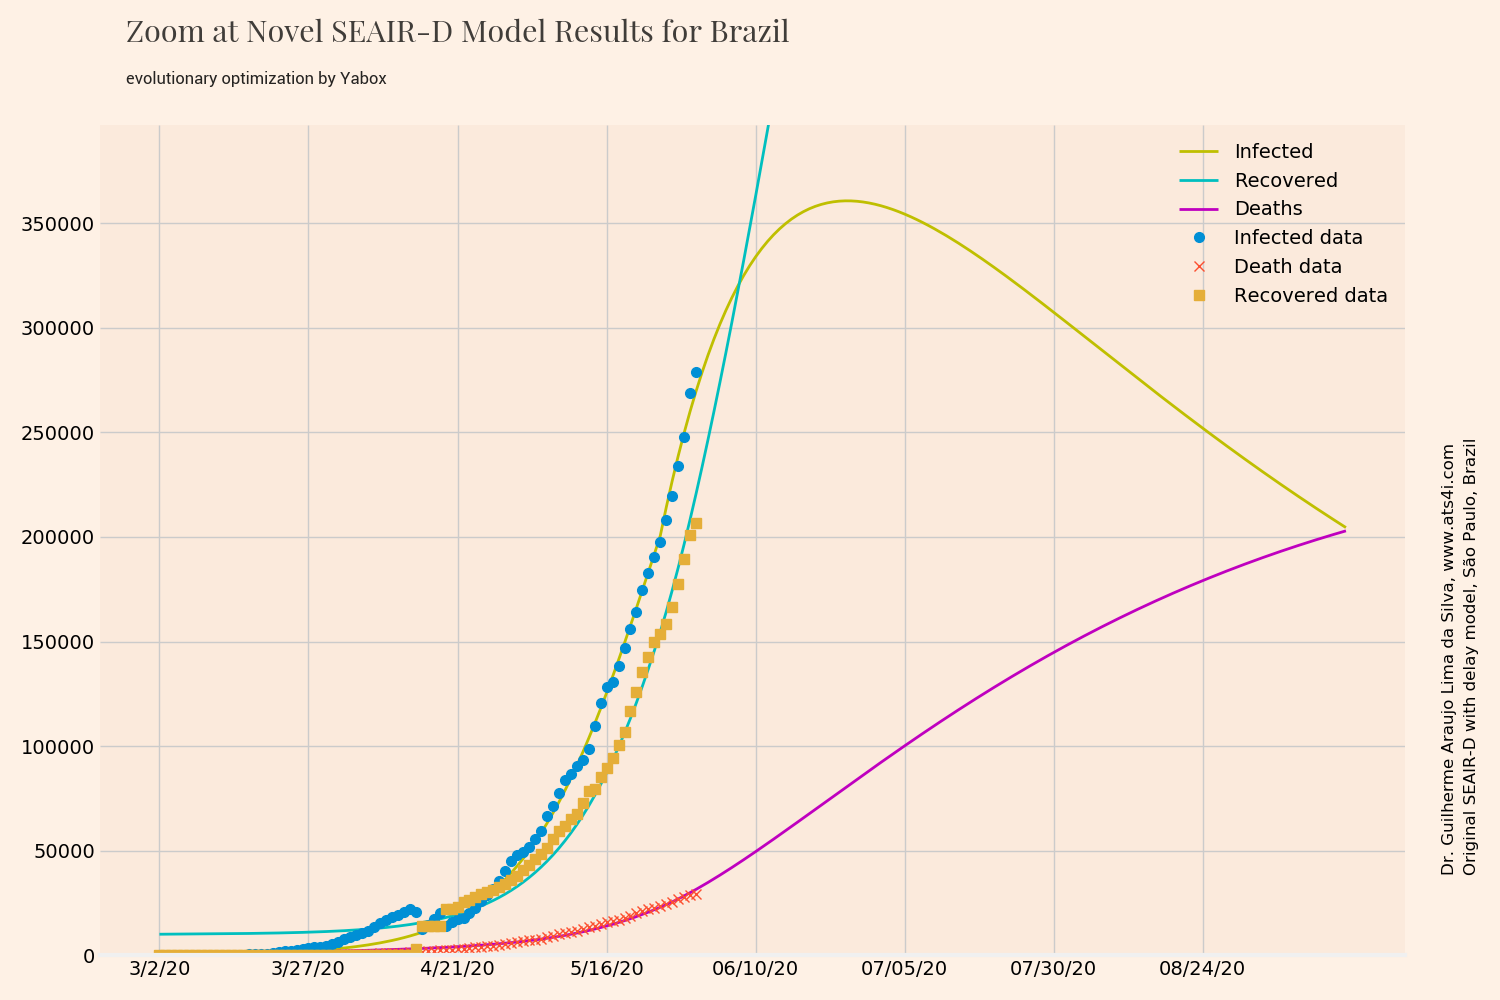 Zoom at Novel SEAIR-D Model Results for Brazil
evolutionary optimization by Yabox
Infected
Recovered
Deaths
Infected data
Death data
Recovered data
350000
300000
250000
200000
150000
100000
50000
0
3/2/20
3/27/20
4/21/20
5/16/20
06/10/20
07/05/20
07/30/20
08/24/20
Dr. Guilherme Araujo Lima da Silva, www.ats4i.com
Original SEAIR-D with delay model, São Paulo, Brazil